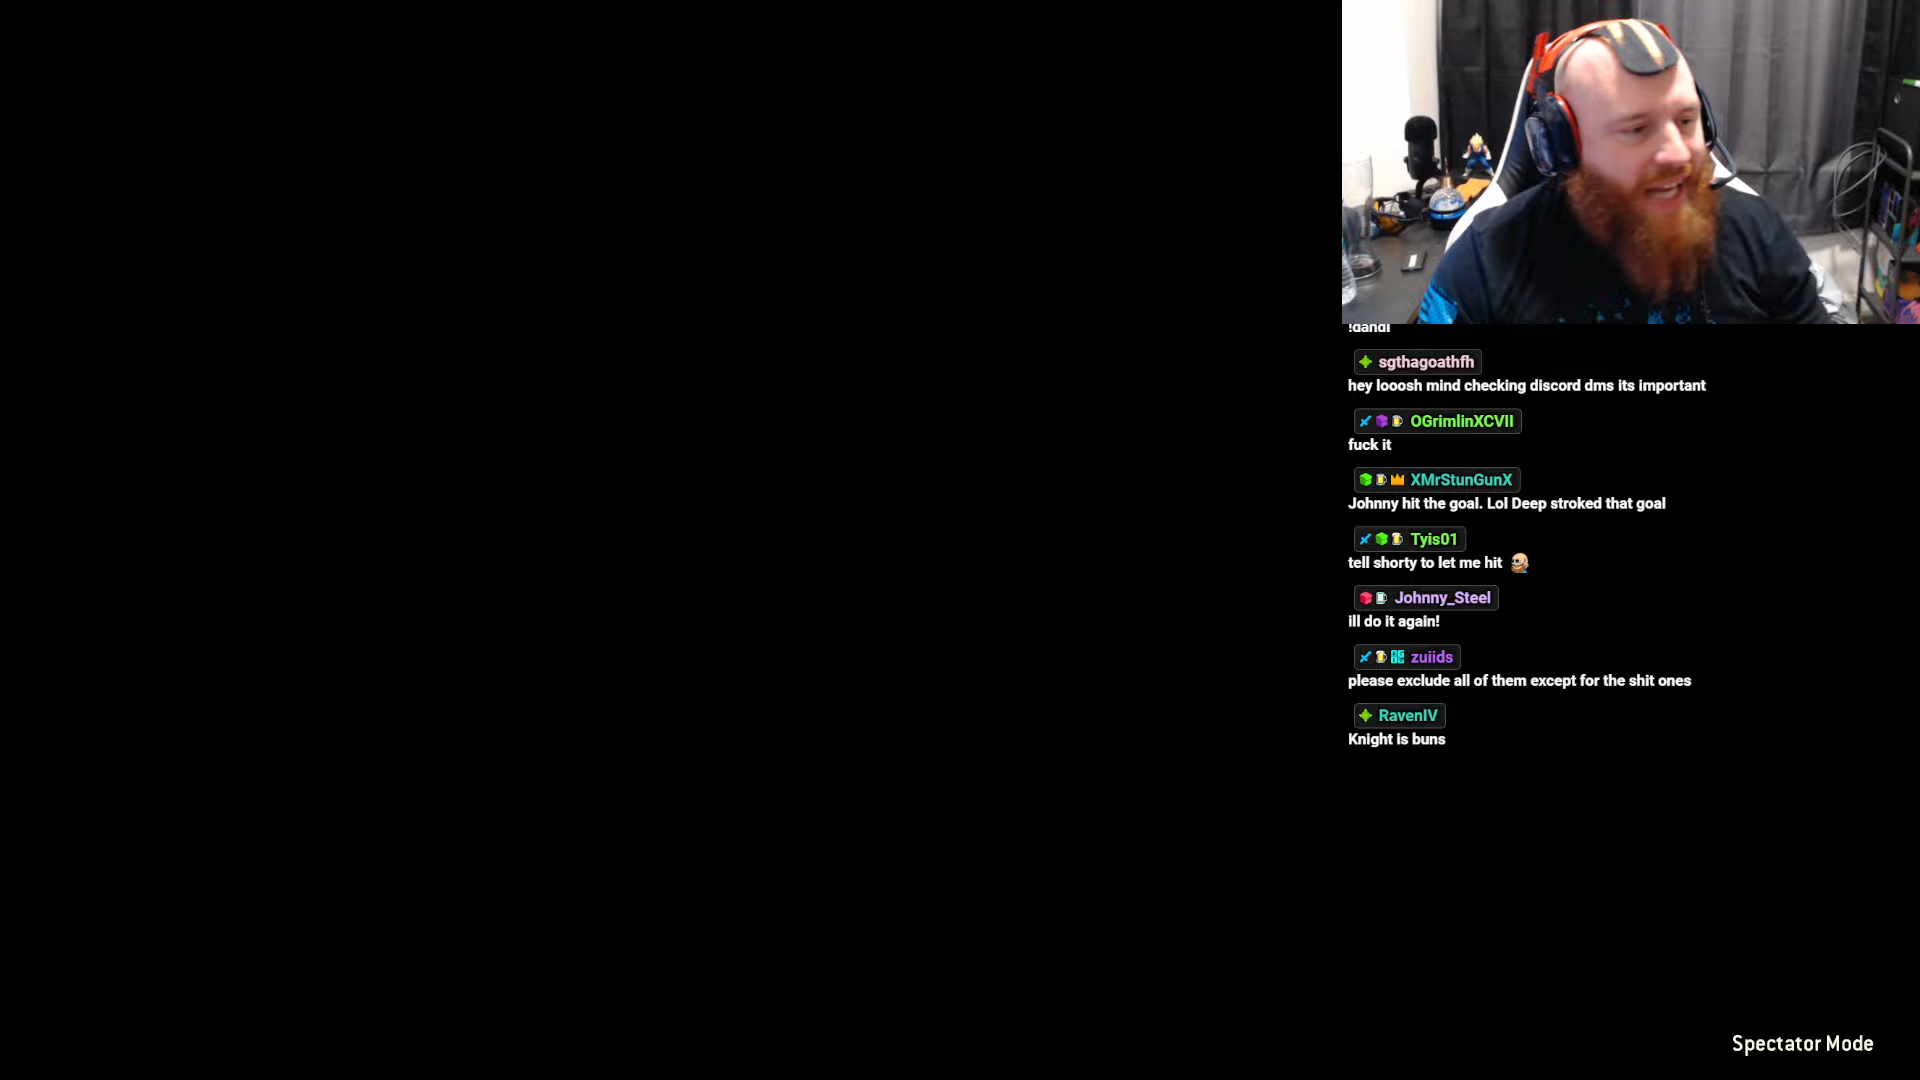 !dandi
sgthagoathfh
hey looosh mind checking discord dms its important
OGrimlinXCVII
fuck it
XMrStunGunX
Johnny hit the goal. Lol Deep stroked that goal
Tyis01
tell shorty to let me hit
Johnny_Steel
ill do it again!
zuiids
please exclude all of them except for the shit ones
RavenIV
Knight is buns
Spectator Mode